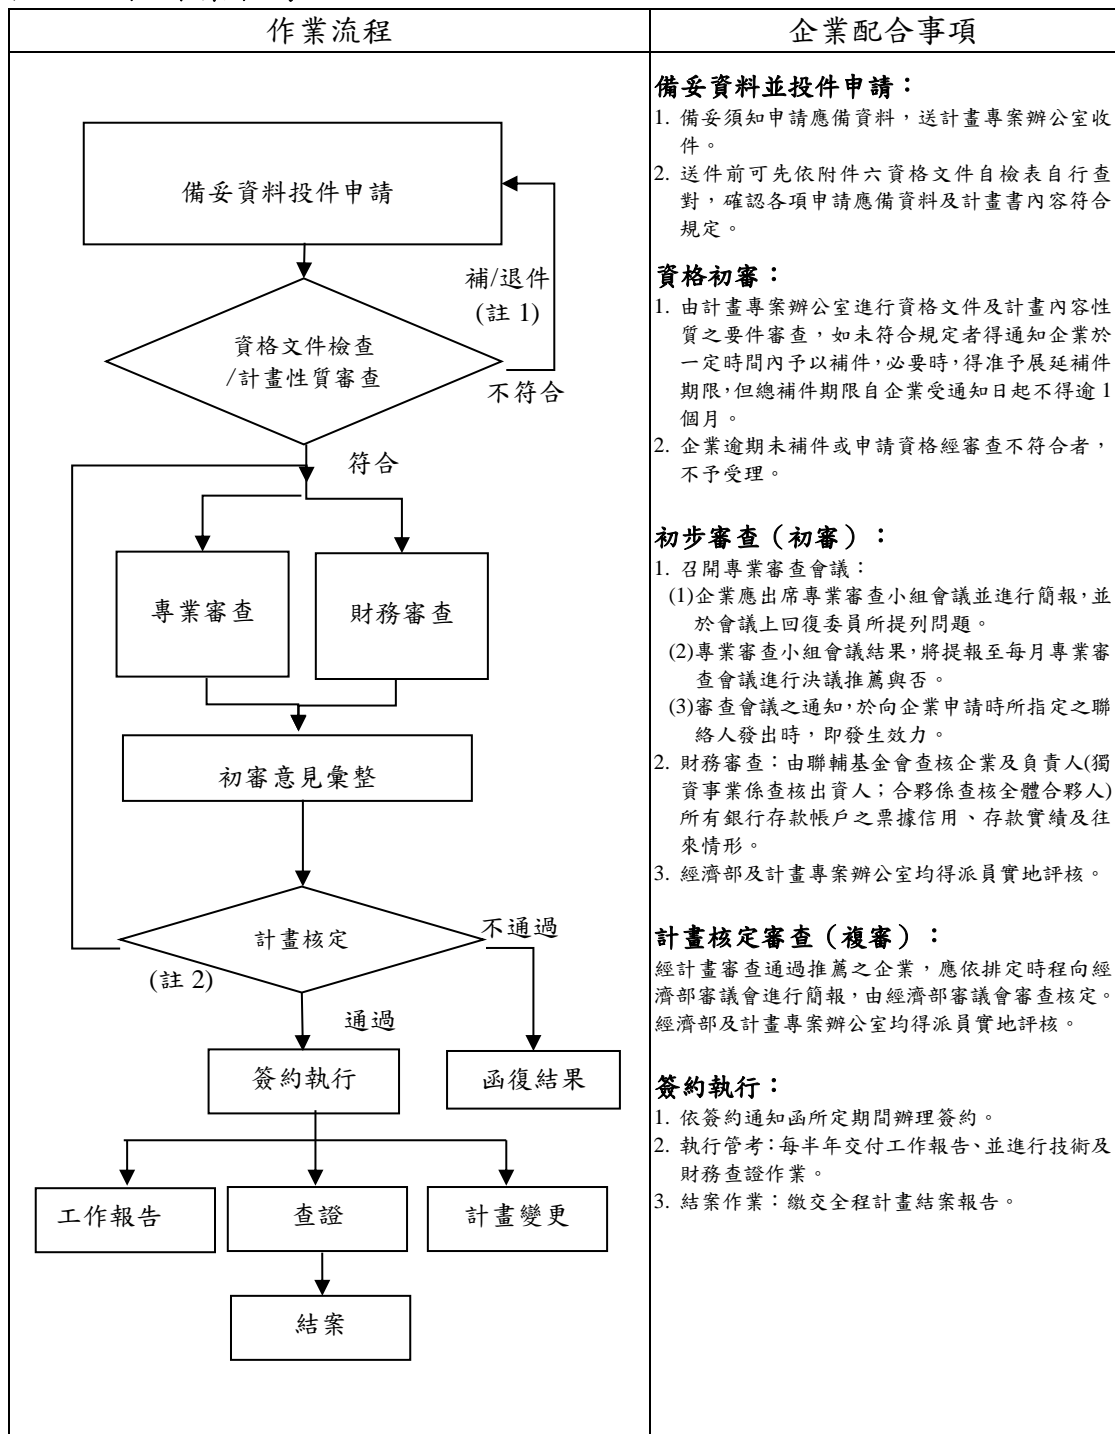 作業流程
企業配合事項
備妥資料投件申請
補/退件
(註 1)
資格文件檢查
/計畫性質審查
不符合
符合
專業審查
財務審查
初審意見彙整
計畫核定
不通過
(註 2)
通過
簽約執行
函復結果
工作報告
查證
計畫變更
結案
備妥資料並投件申請：
1. 備妥須知申請應備資料，送計畫專案辦公室收
件。
2. 送件前可先依附件六資格文件自檢表自行查
對，確認各項申請應備資料及計畫書內容符合
規定。
資格初審：
1. 由計畫專案辦公室進行資格文件及計畫內容性
質之要件審查，如未符合規定者得通知企業於
一定時間內予以補件，必要時，得准予展延補件
期限，但總補件期限自企業受通知日起不得逾 1
個月。
2. 企業逾期未補件或申請資格經審查不符合者，
不予受理。
初步審查（初審）：
1. 召開專業審查會議：
(1)企業應出席專業審查小組會議並進行簡報，並
於會議上回復委員所提列問題。
(2)專業審查小組會議結果，將提報至每月專業審
查會議進行決議推薦與否。
(3)審查會議之通知，於向企業申請時所指定之聯
絡人發出時，即發生效力。
2. 財務審查：由聯輔基金會查核企業及負責人(獨
資事業係查核出資人；合夥係查核全體合夥人)
所有銀行存款帳戶之票據信用、存款實績及往
來情形。
3. 經濟部及計畫專案辦公室均得派員實地評核。
計畫核定審查（複審）：
經計畫審查通過推薦之企業，應依排定時程向經
濟部審議會進行簡報，由經濟部審議會審查核定。
經濟部及計畫專案辦公室均得派員實地評核。
簽約執行：
1. 依簽約通知函所定期間辦理簽約。
2. 執行管考：每半年交付工作報告、並進行技術及
財務查證作業。
3. 結案作業：繳交全程計畫結案報告。